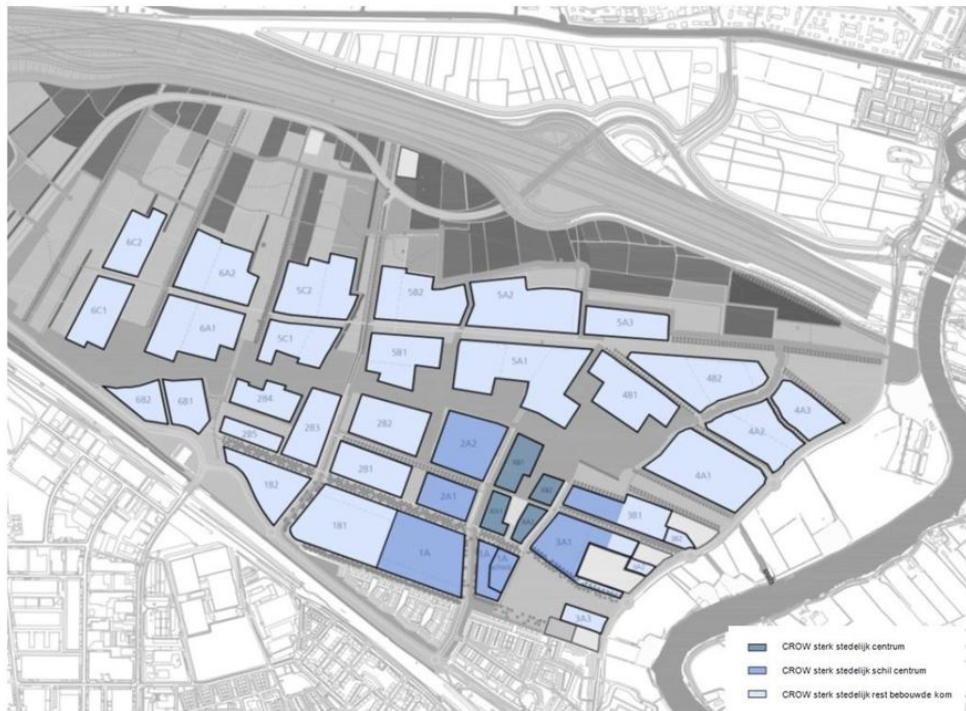 6C2
6A2
5C2
5B2
5A2
5A3
6C1
6A1
5C1
5B1
5A1
4B2
4B1
4A3
6B2
6B1
2B4
2B3
2B2
2A2
4A2
2B5
2B1
4A1
1B2
2A1
3B1
1B1
1A
3A1
3A3
CROW sterk stedelijk centrum
CROW sterk stedelijk schil centrum
CROW sterk stedelijk rest bebouwde kom